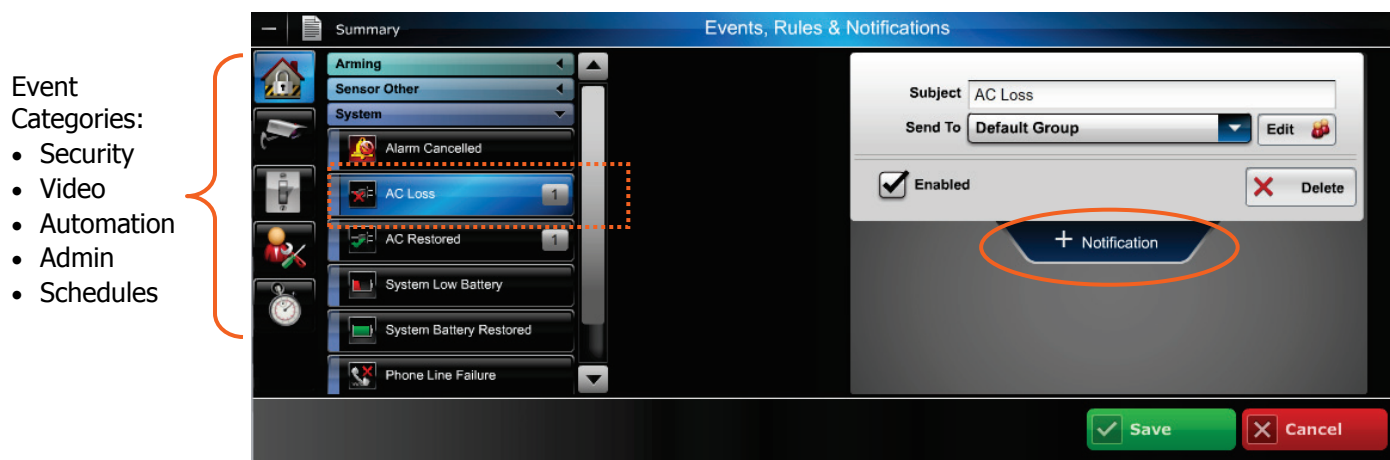 Event
Categories:
• Security
• Video
• Automation
• Admin
• Schedules
Summary
Events, Rules & Notifications
Arming
Sensor Other
System
Alarm Cancelled
AC Loss 1
AC Restored 1
System Low Battery
System Battery Restored
Phone Line Failure
Subject AC Loss
Send To Default Group Edit
Enabled Delete
+ Notification
Save Cancel